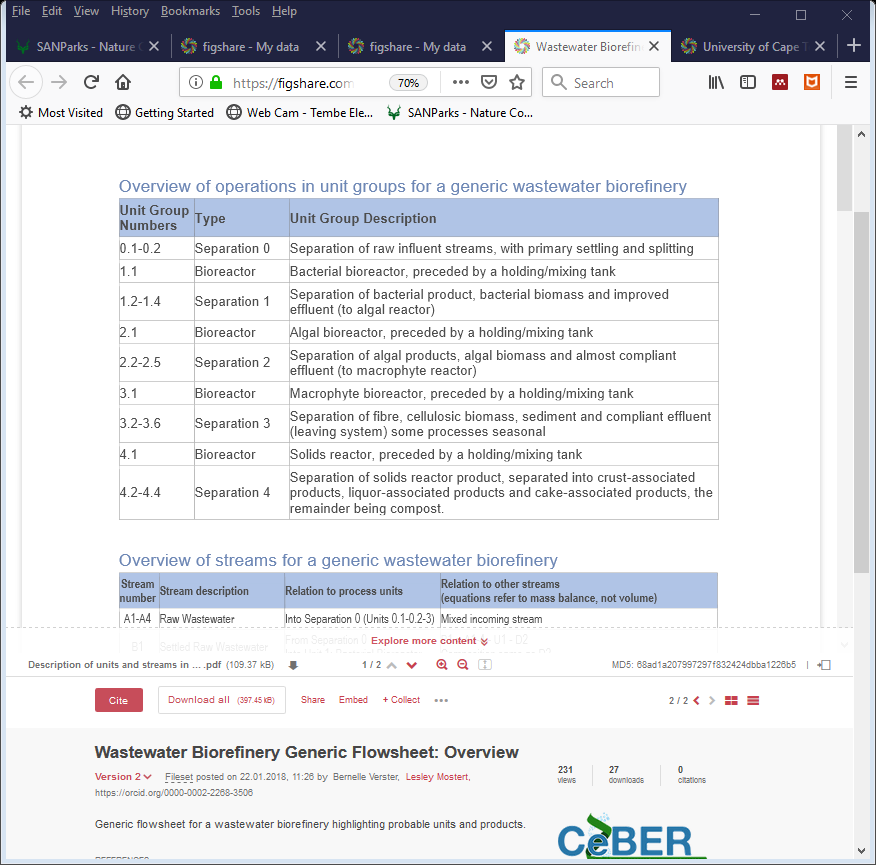 File Edit View History Bookmarks Tools Help
SANParks - Nature C
figshare - My data
figshare - My data
Wastewater Biorefin
University of Cape T
https://figshare.com
70%
Search
Most Visited
Getting Started
Web Cam - Tembe Ele...
SANParks - Nature Co...
Overview of operations in unit groups for a generic wastewater biorefinery
Unit Group Numbers Type Unit Group Description
0.1-0.2 Separation 0 Separation of raw influent streams, with primary settling and splitting
1.1 Bioreactor Bacterial bioreactor, preceded by a holding/mixing tank
1.2-1.4 Separation 1 Separation of bacterial product, bacterial biomass and improved
effluent (to algal reactor)
2.1 Bioreactor Algal bioreactor, preceded by a holding/mixing tank
2.2-2.5 Separation 2 Separation of algal products, algal biomass and almost compliant
effluent (to macrophyte reactor)
3.1 Bioreactor Macrophyte bioreactor, preceded by a holding/mixing tank
3.2-3.6 Separation 3 Separation of fibre, cellulosic biomass, sediment and compliant effluent
(leaving system) some processes seasonal
4.1 Bioreactor Solids reactor, preceded by a holding/mixing tank
4.2-4.4 Separation 4 Separation of solids reactor product, separated into crust-associated
products, liquor-associated products and cake-associated products, the
remainder being compost.
Overview of streams for a generic wastewater biorefinery
Stream number Stream description Relation to process units Relation to other streams
(equations refer to mass balance, not volume)
A1-A4 Raw Wastewater Into Separation 0 (Units 0.1-0.2-3) Mixed incoming stream
B1 Settled Raw Wastewater From Separation 0
Explore more content
Description of units and streams in ... .pdf (109.37 kB)
1 / 2
MD5: 68ad1a207997297f832424dbba1226b5
Cite
Download all (397.45 kB)
Share
Embed
+ Collect
2 / 2
Wastewater Biorefinery Generic Flowsheet: Overview
Version 2 Fileset posted on 22.01.2018, 11:26 by Bernelle Verster, Lesley Mostert,
https://orcid.org/0000-0002-2268-3506
231 views
27 downloads
0 citations
Generic flowsheet for a wastewater biorefinery highlighting probable units and products.
CeBER
REFERENCES